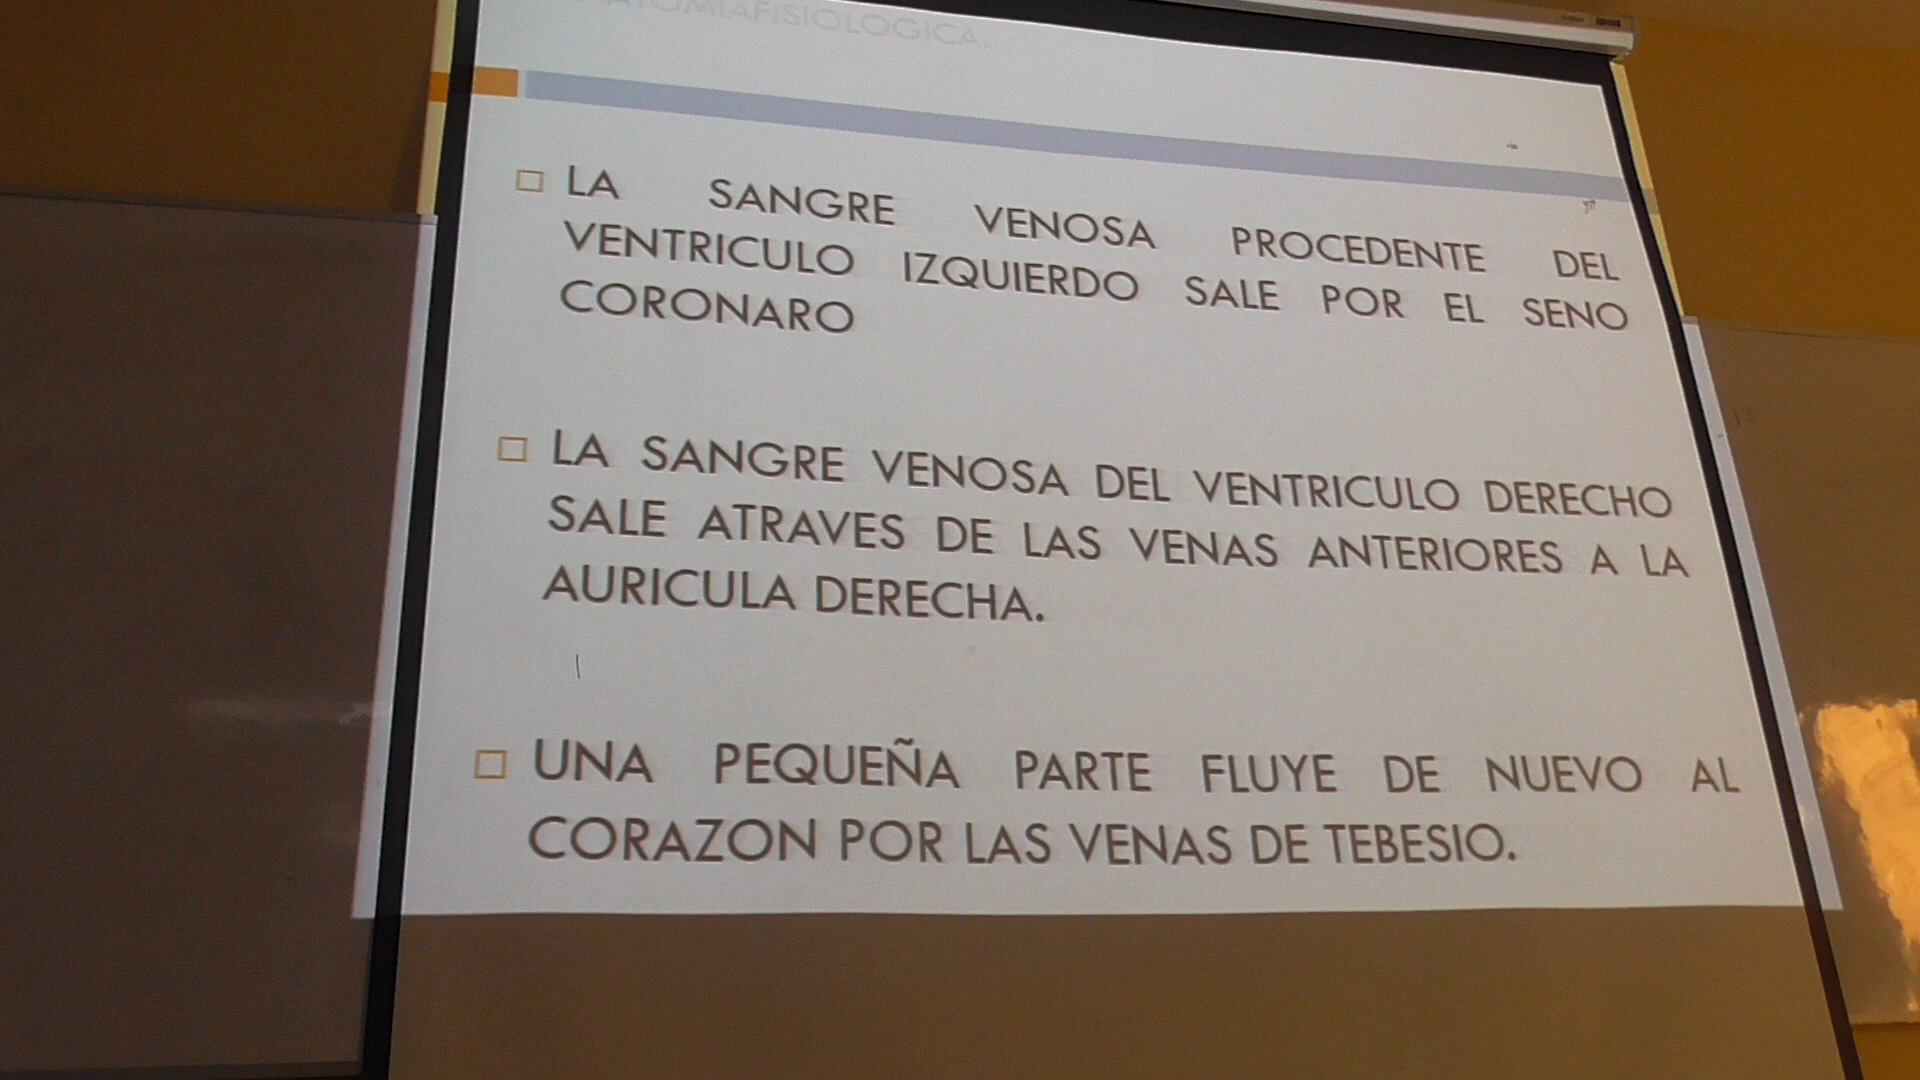 ANATOMIAFISIOLOGICA.
LA SANGRE VENOSA PROCEDENTE DEL
VENTRICULO IZQUIERDO SALE POR EL SENO
CORONARO
LA SANGRE VENOSA DEL VENTRICULO DERECHO
SALE ATRAVES DE LAS VENAS ANTERIORES A LA
AURICULA DERECHA.
UNA PEQUEÑA PARTE FLUYE DE NUEVO AL
CORAZON POR LAS VENAS DE TEBESIO.